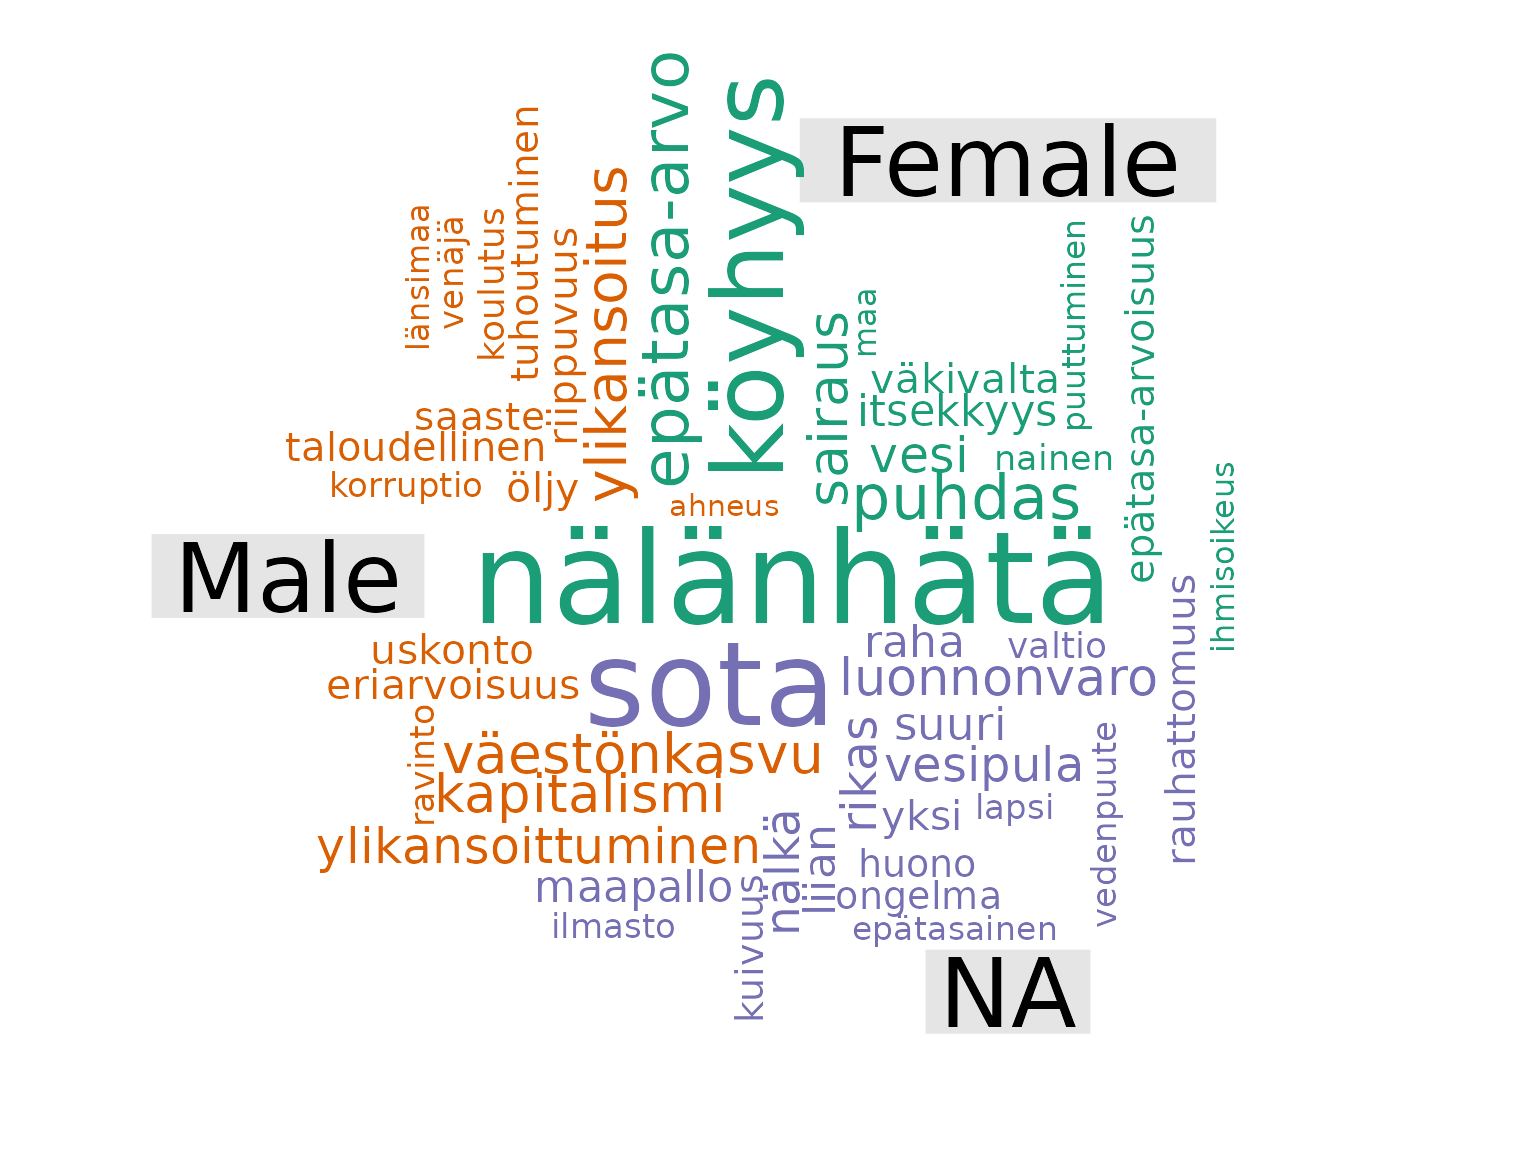 epätasa-arvo
köyhyys
Female
tuhoutuminen
ylikansoitus
länsimaa
venäjä
koulutus
riippuvuus
sairaus
maa
puuttuminen
epätasa-arvoisuus
väkivalta
itsekkyys
saaste
taloudellinen
vesi
nainen
korruptio
öljy
ahneus
puhdas
ihmisoikeus
Male
nälänhätä
uskonto
raha
valtio
rauhattomuus
eriarvoisuus
sota
luonnonvaro
ravinto
suuri
väestönkasvu
rikas
vesipula
vedenpuute
kapitalismi
yksi
lapsi
ylikansoittuminen
nälkä
liian
huono
maapallo
ongelma
kuivuus
ilmasto
epätasainen
NA